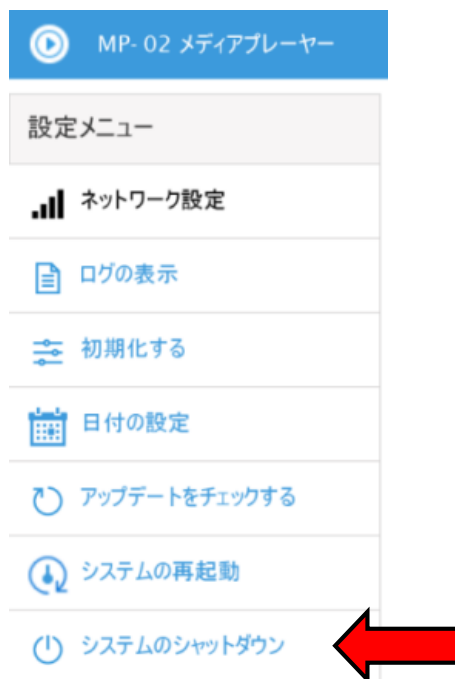 MP- 02 メディアプレーヤー
設定メニュー
ネットワーク設定
ログの表示
初期化する
日付の設定
アップデートをチェックする
システムの再起動
システムのシャットダウン